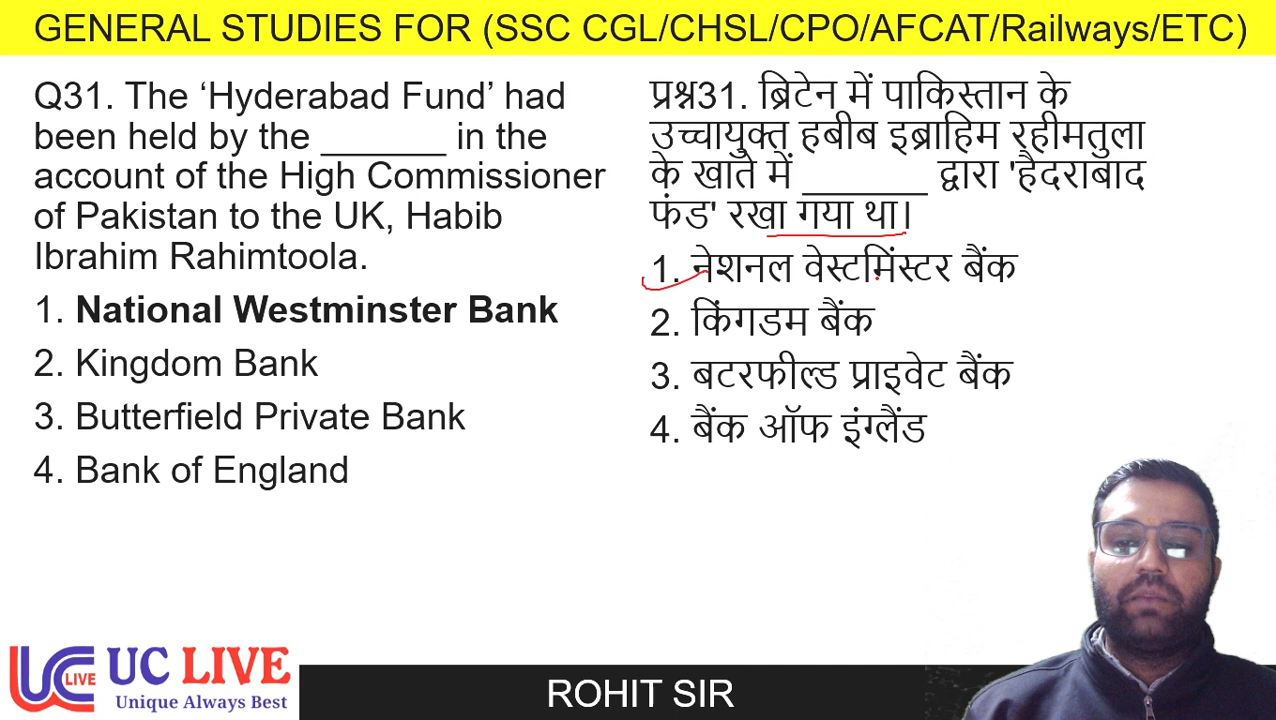 GENERAL STUDIES FOR (SSC CGL/CHSL/CPO/AFCAT/Railways/ETC)
Q31. The ‘Hyderabad Fund’ had
been held by the ______ in the
account of the High Commissioner
of Pakistan to the UK, Habib
Ibrahim Rahimtoola.
1. National Westminster Bank
2. Kingdom Bank
3. Butterfield Private Bank
4. Bank of England
प्रश्न31. ब्रिटेन में पाकिस्तान के
उच्चायुक्त हबीब इब्राहिम रहीमतुला
के खाते में ______ द्वारा 'हैदराबाद
फंड' रखा गया था।
1. नेशनल वेस्टमिंस्टर बैंक
2. किंगडम बैंक
3. बटरफील्ड प्राइवेट बैंक
4. बैंक ऑफ इंग्लैंड
UC LIVE UC LIVE
Unique Always Best
ROHIT SIR